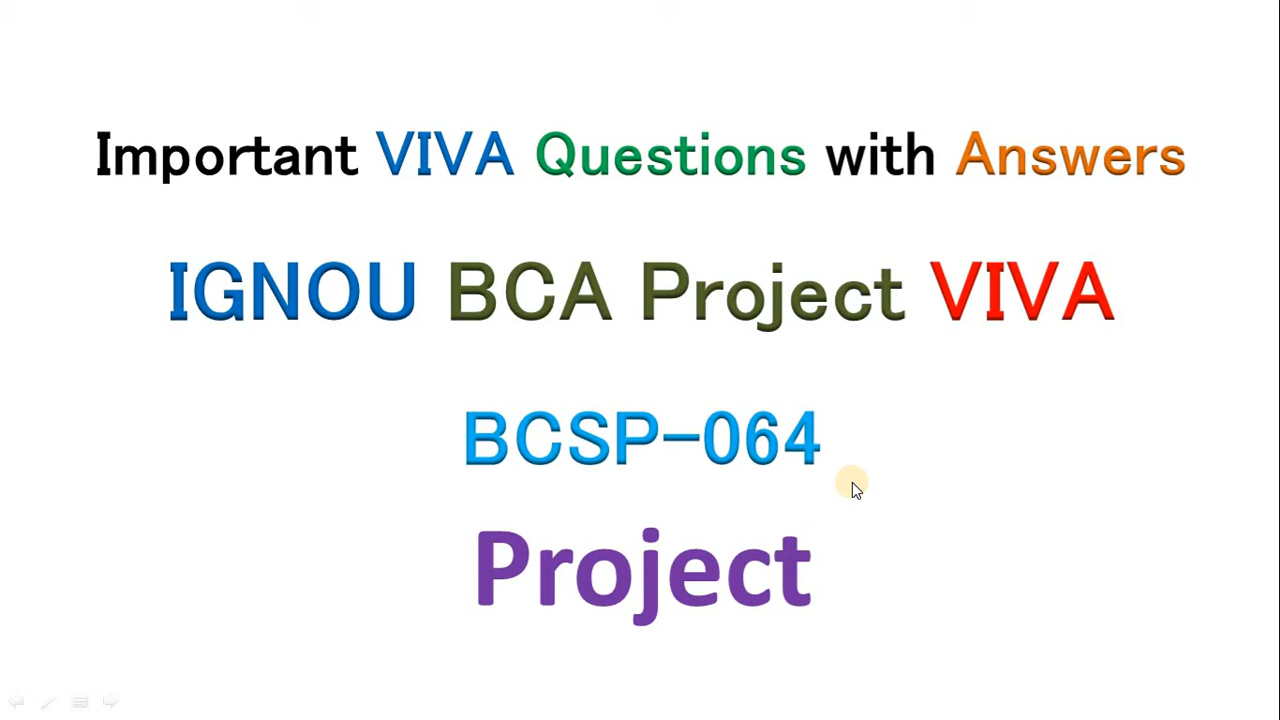 Important VIVA Questions with Answers
IGNOU BCA Project VIVA
BCSP-064
Project